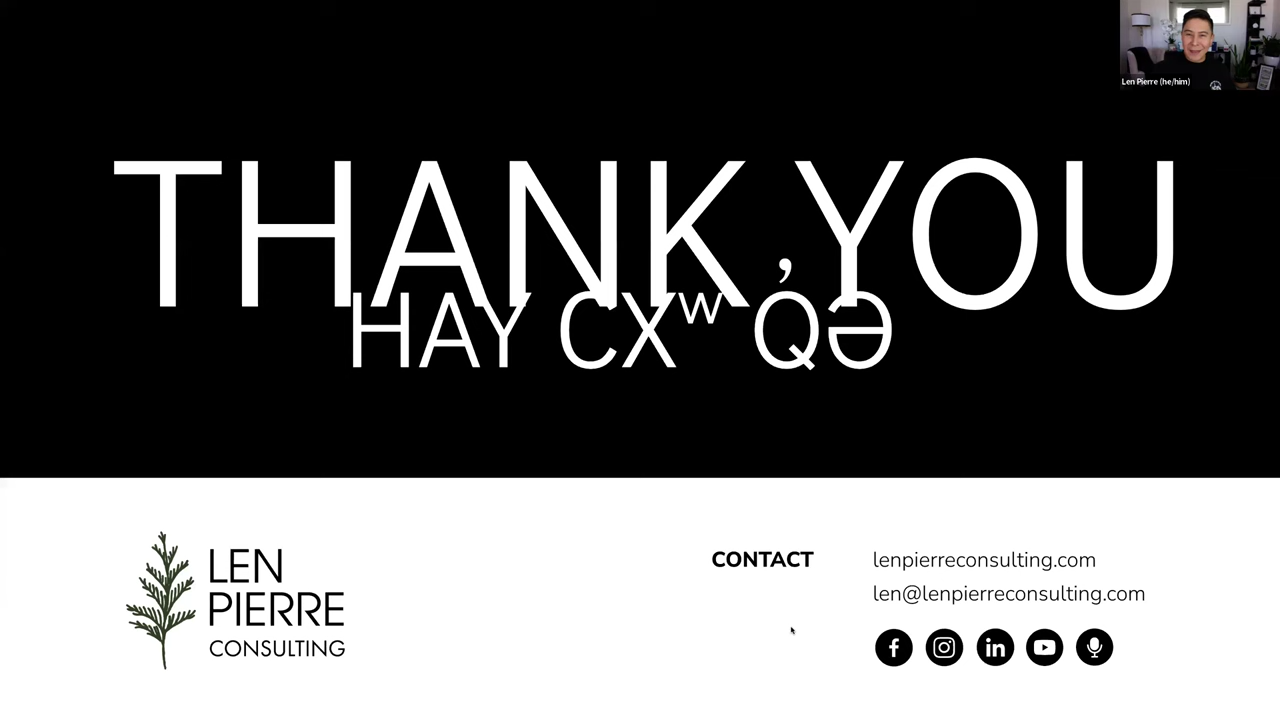 Len Pierre (he/him)
THANK YOU
HAY CXʷ Q̓Ə
LEN
PIERRE
CONSULTING
CONTACT
lenpierreconsulting.com
len@lenpierreconsulting.com